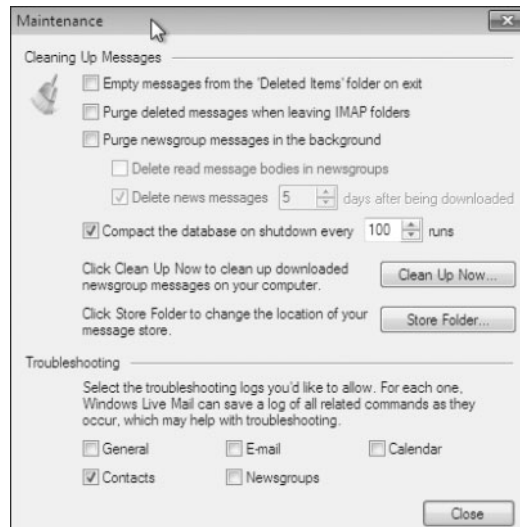 Maintenance
Cleaning Up Messages
Empty messages from the 'Deleted Items' folder on exit
Purge deleted messages when leaving IMAP folders
Purge newsgroup messages in the background
Delete read message bodies in newsgroups
Delete news messages 5 days after being downloaded
Compact the database on shutdown every 100 runs
Click Clean Up Now to clean up downloaded
newsgroup messages on your computer.
Clean Up Now...
Click Store Folder to change the location of your
message store.
Store Folder...
Troubleshooting
Select the troubleshooting logs you'd like to allow. For each one,
Windows Live Mail can save a log of all related commands as they
occur, which may help with troubleshooting.
General E-mail Calendar
Contacts Newsgroups
Close